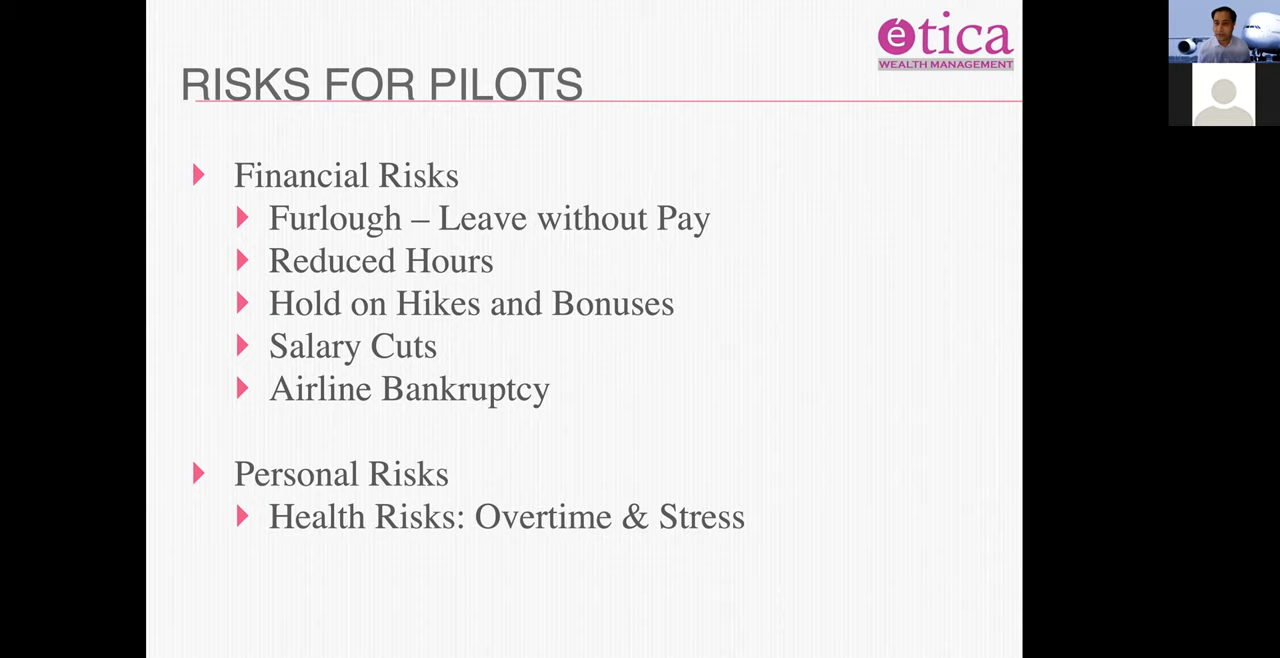 ética
WEALTH MANAGEMENT
RISKS FOR PILOTS
Financial Risks
Furlough – Leave without Pay
Reduced Hours
Hold on Hikes and Bonuses
Salary Cuts
Airline Bankruptcy
Personal Risks
Health Risks: Overtime & Stress